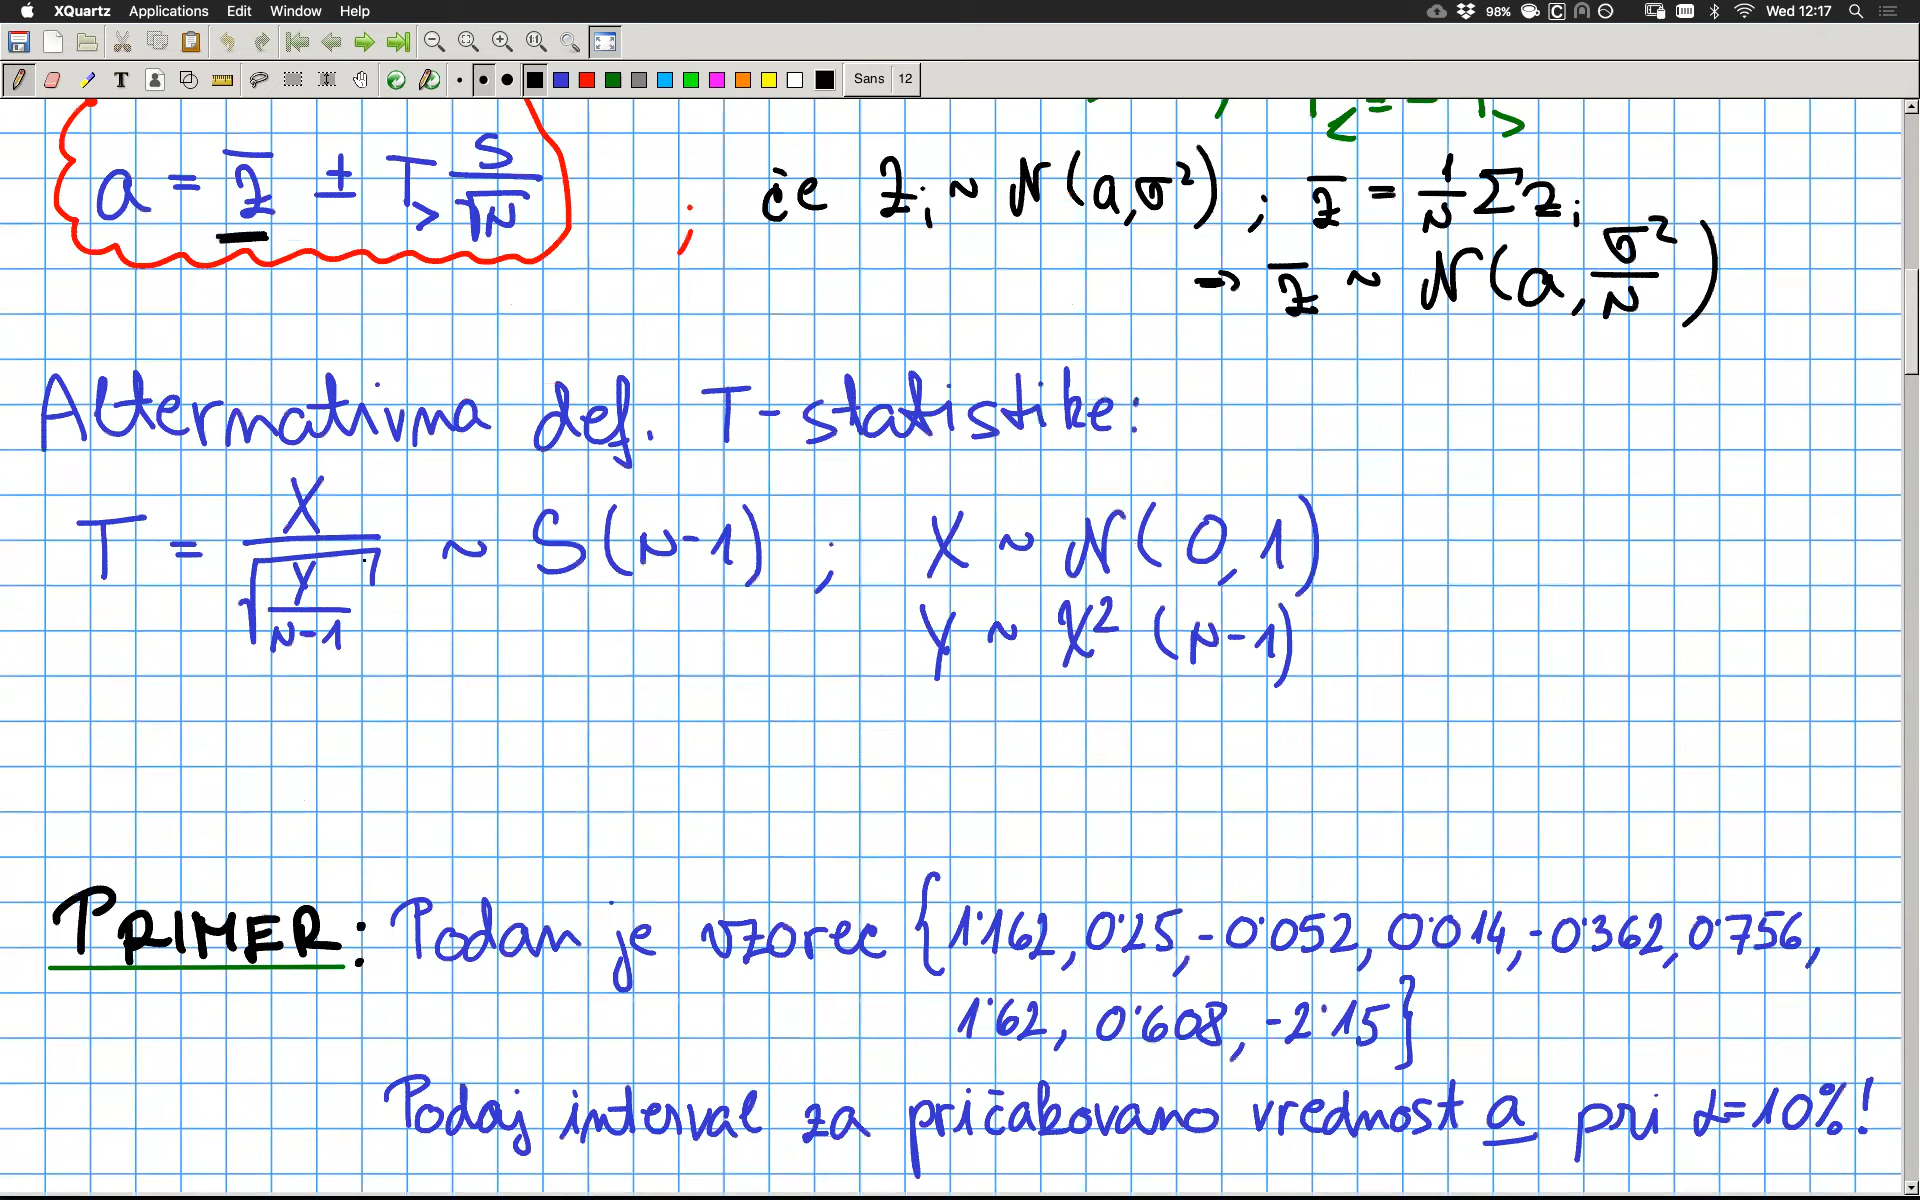 XQuartz Applications Edit Window Help 98% Wed 12:17
Sans 12
a = z̄ ± T> S/√N ; če zᵢ ~ N(a,σ²) ; z̄ = 1/N Σzᵢ
→ z̄ ~ N(a, σ²/N)
Alternativna def. T-statistike:
T = X/√(Y/(N-1)) ~ S(N-1) ; X ~ N(0,1)
Y ~ χ² (N-1)
PRIMER: Podan je vzorec {1·162, 0·25, -0·052, 0·014, -0·362, 0·756,
1·62, 0·608, -2·15}
Podaj interval za pričakovano vrednost a pri α=10%!